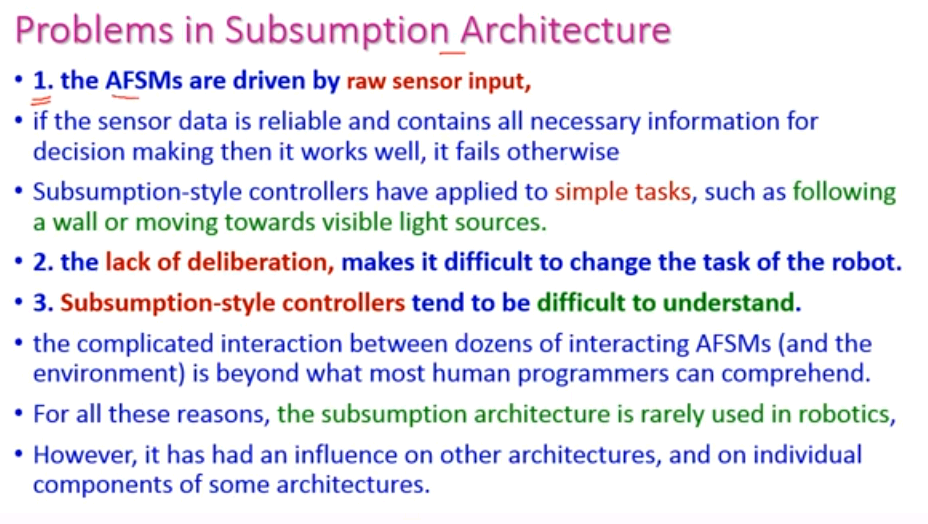 Problems in Subsumption Architecture
• 1. the AFSMs are driven by raw sensor input,
• if the sensor data is reliable and contains all necessary information for
decision making then it works well, it fails otherwise
• Subsumption-style controllers have applied to simple tasks, such as following
a wall or moving towards visible light sources.
• 2. the lack of deliberation, makes it difficult to change the task of the robot.
• 3. Subsumption-style controllers tend to be difficult to understand.
• the complicated interaction between dozens of interacting AFSMs (and the
environment) is beyond what most human programmers can comprehend.
• For all these reasons, the subsumption architecture is rarely used in robotics,
• However, it has had an influence on other architectures, and on individual
components of some architectures.